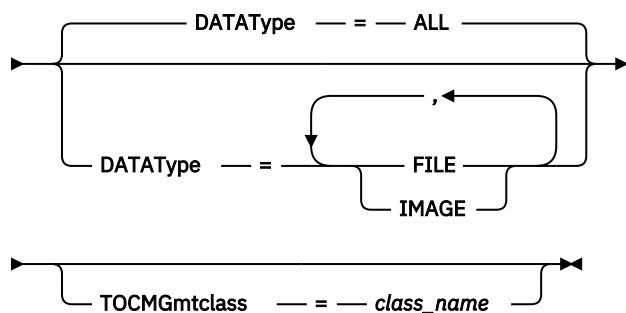 DATAType = ALL
,
DATAType = FILE
IMAGE
TOCMGmtclass = class_name